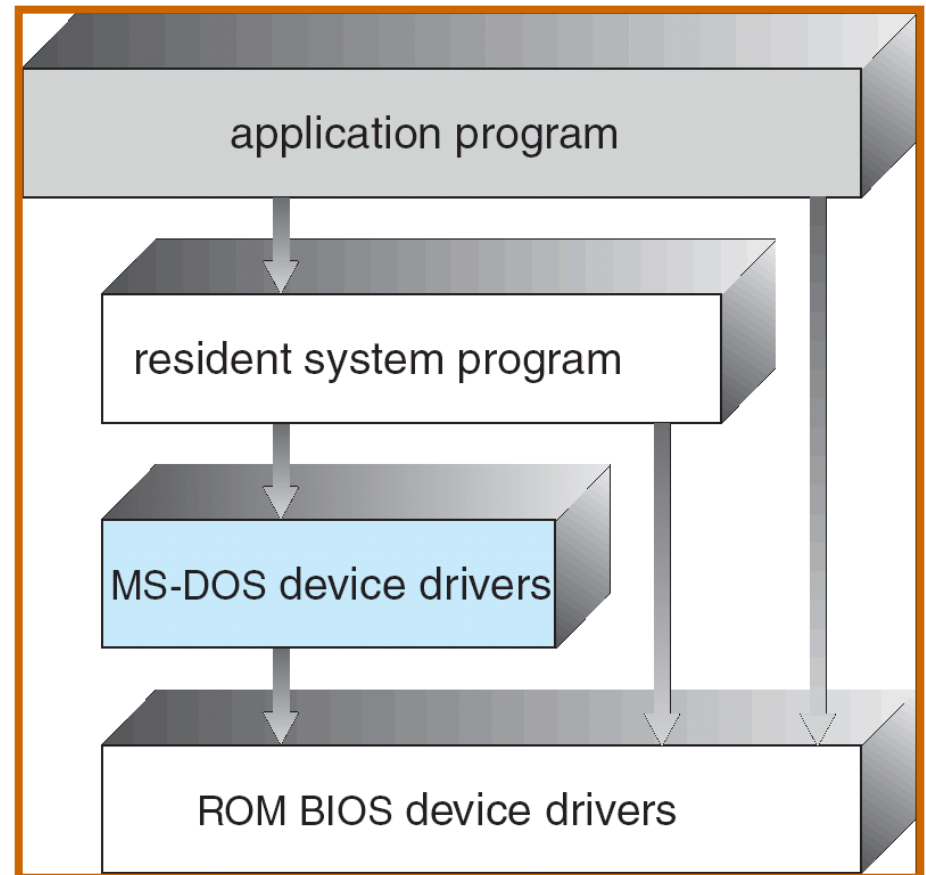 application program
resident system program
MS-DOS device drivers
ROM BIOS device drivers